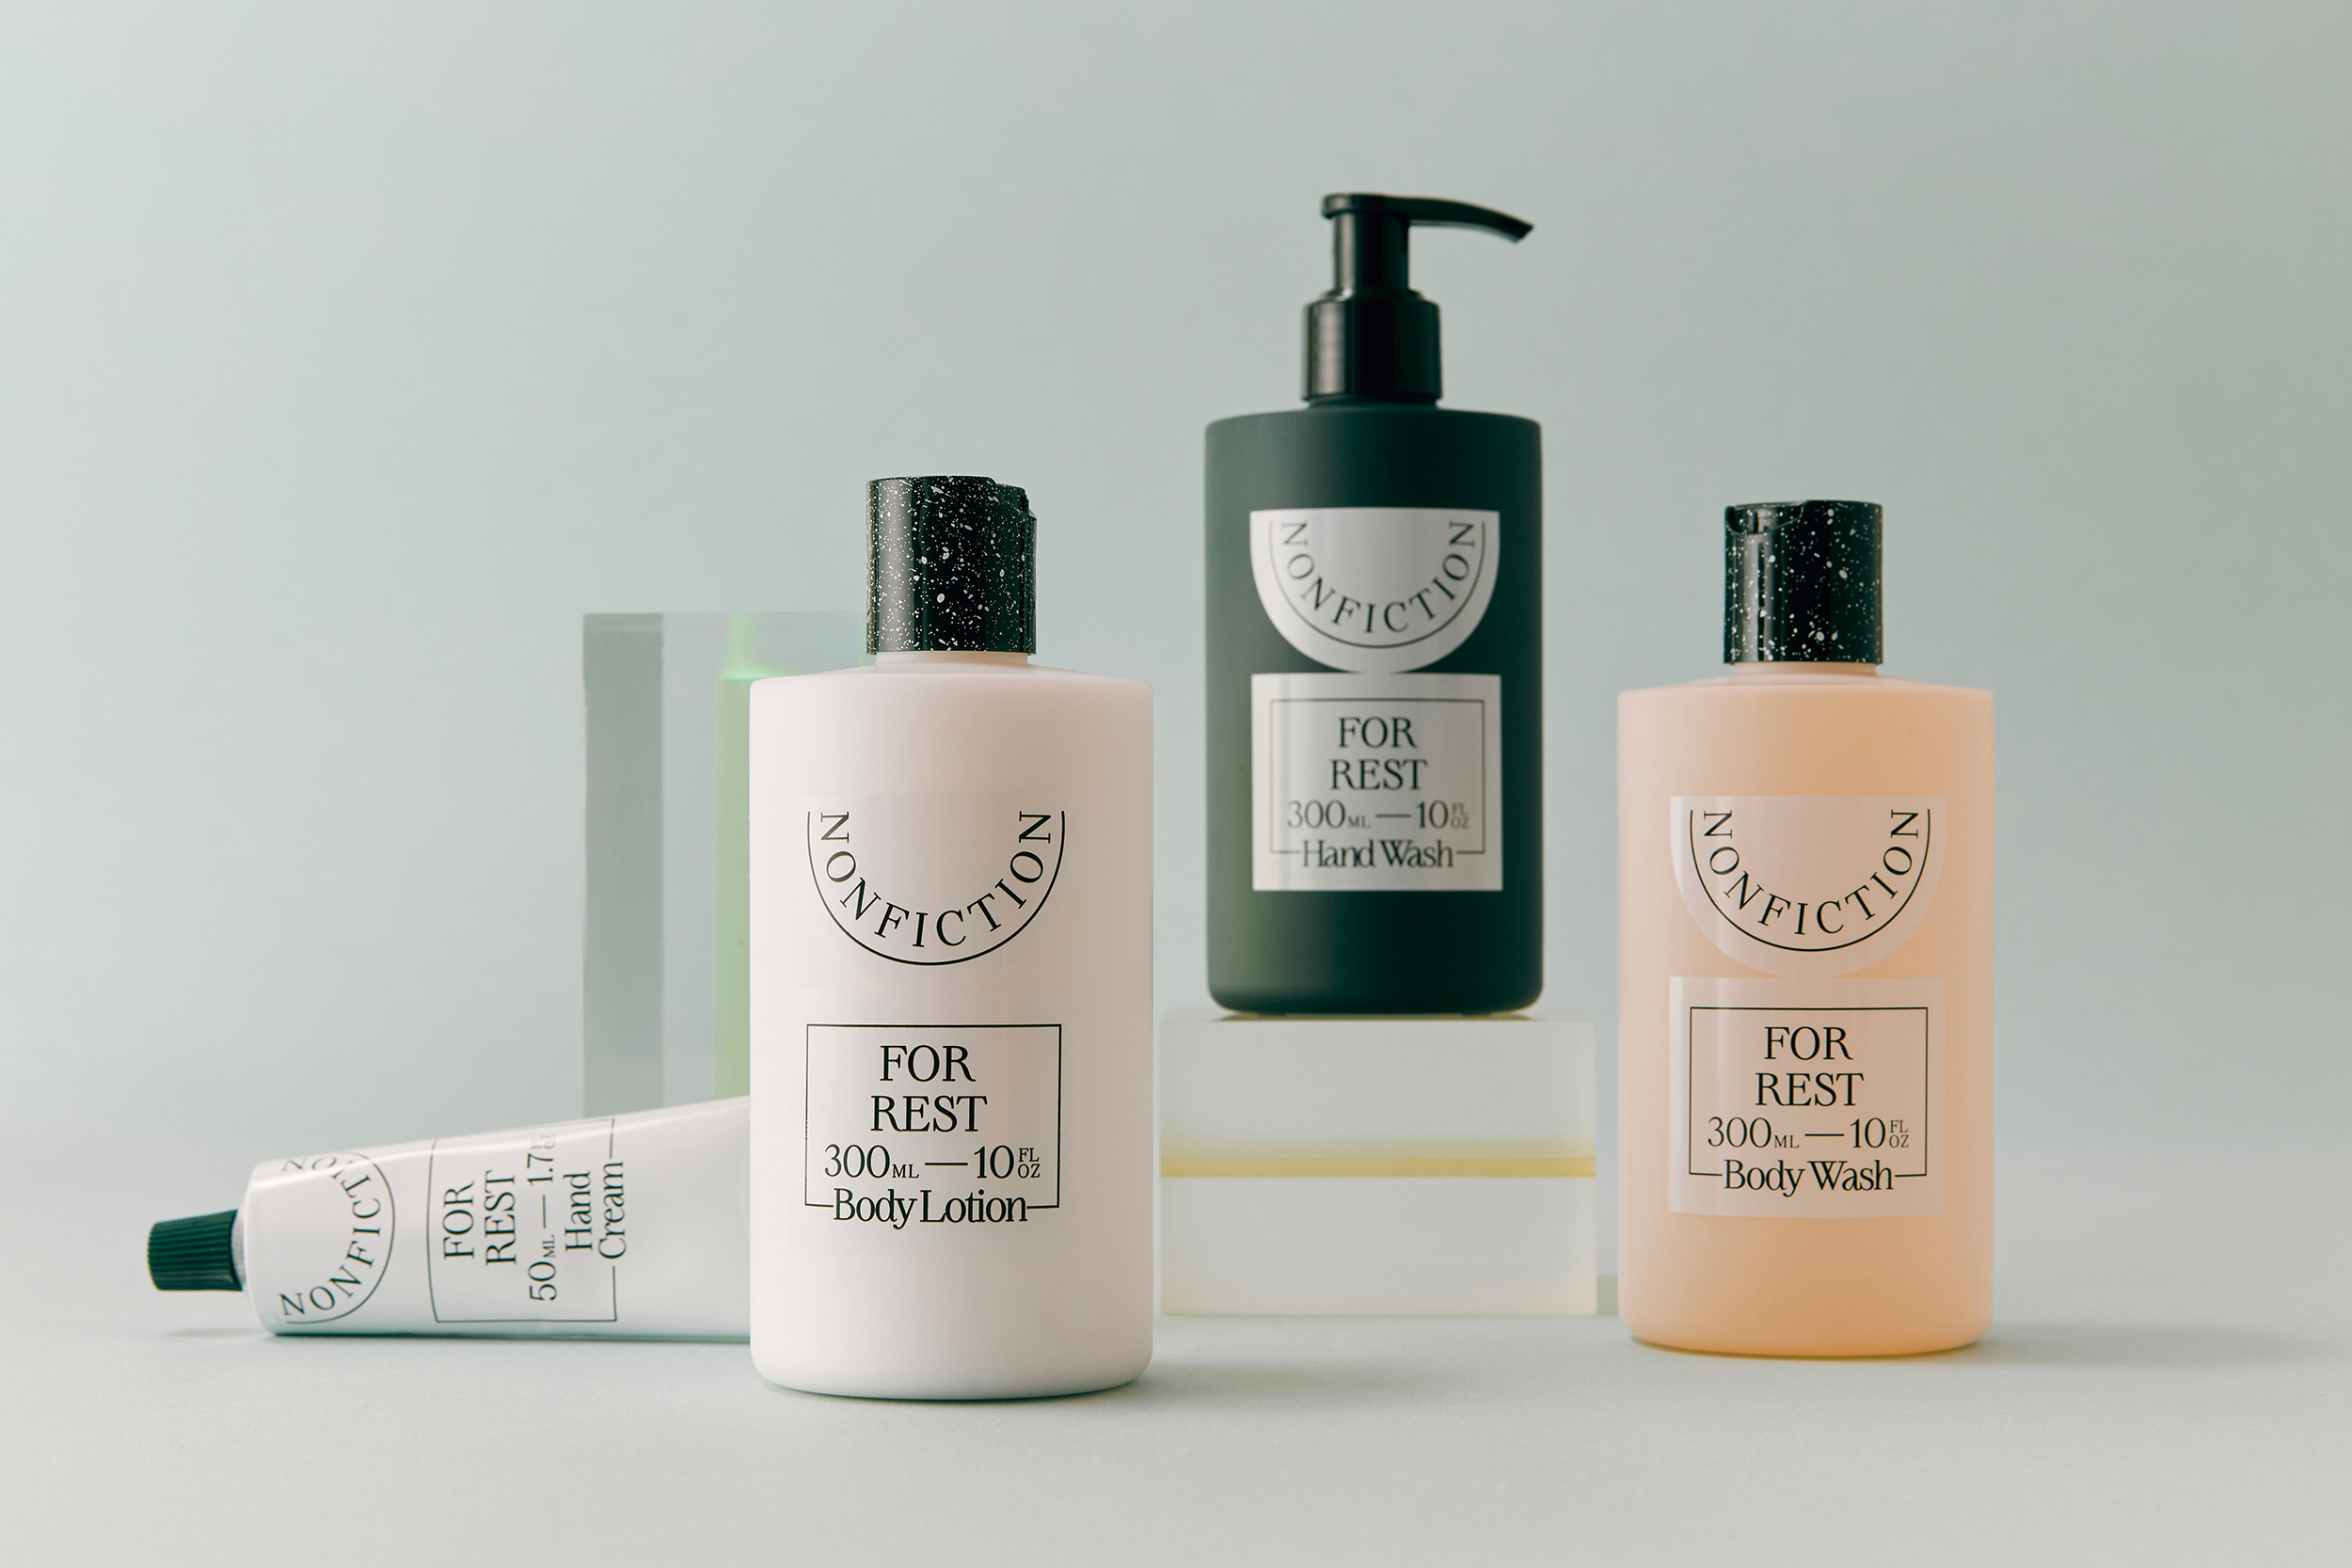 NONFICTION
FOR
REST
50ML—1.7
Hand
Cream
NONFICTION
FOR
REST
300ML—10FL OZ
Body Lotion
NONFICTION
FOR
REST
300ML—10FL OZ
Hand Wash
NONFICTION
FOR
REST
300ML—10FL OZ
Body Wash